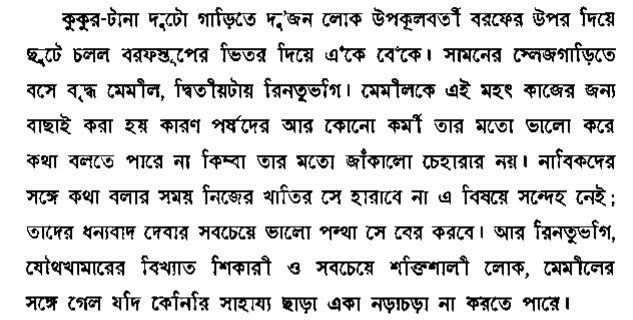 কুকুর-টানা দুটো গাড়িতে দু'জন লোক উপকূলবর্তী বরফের উপর দিয়ে
ছুটে চলল বরফস্তূপের ভিতর দিয়ে এ'কে বে'কে। সামনের স্লেজগাড়িতে
বসে বৃদ্ধ মেমীল, দ্বিতীয়টায় রিনতুভগি। মেমীলকে এই মহৎ কাজের জন্য
বাছাই করা হয় কারণ পর্ষদের আর কোনো কর্মী তার মতো ভালো করে
কথা বলতে পারে না কিম্বা তার মতো জাঁকালো চেহারার নয়। নাবিকদের
সঙ্গে কথা বলার সময় নিজের খাতির সে হারাবে না এ বিষয়ে সন্দেহ নেই;
তাদের ধন্যবাদ দেবার সবচেয়ে ভালো পন্থা সে বের করবে। আর রিনতুভগি,
যৌথখামারের বিখ্যাত শিকারী ও সবচেয়ে শক্তিশালী লোক, মেমীলের
সঙ্গে গেল যদি কেনিরি সাহায্য ছাড়া একা নড়াচড়া না করতে পারে।